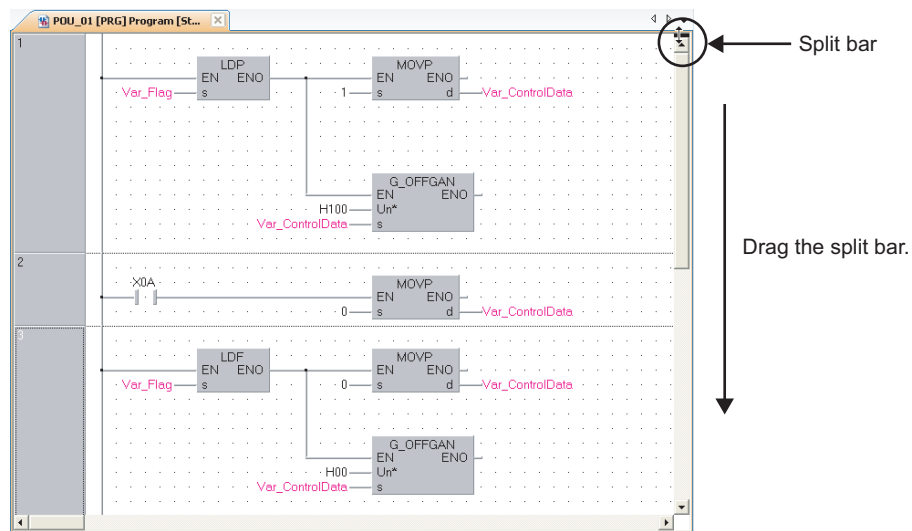 POU_01 [PRG] Program [St...
Split bar
1
LDP
EN ENO
Var_Flag s
MOVP
EN ENO
1 s d Var_ControlData
G_OFFGAN
EN ENO
H100 Un*
Var_ControlData s
Drag the split bar.
2
X0A
MOVP
EN ENO
0 s d Var_ControlData
3
LDF
EN ENO
Var_Flag s
MOVP
EN ENO
0 s d Var_ControlData
G_OFFGAN
EN ENO
H00 Un*
Var_ControlData s